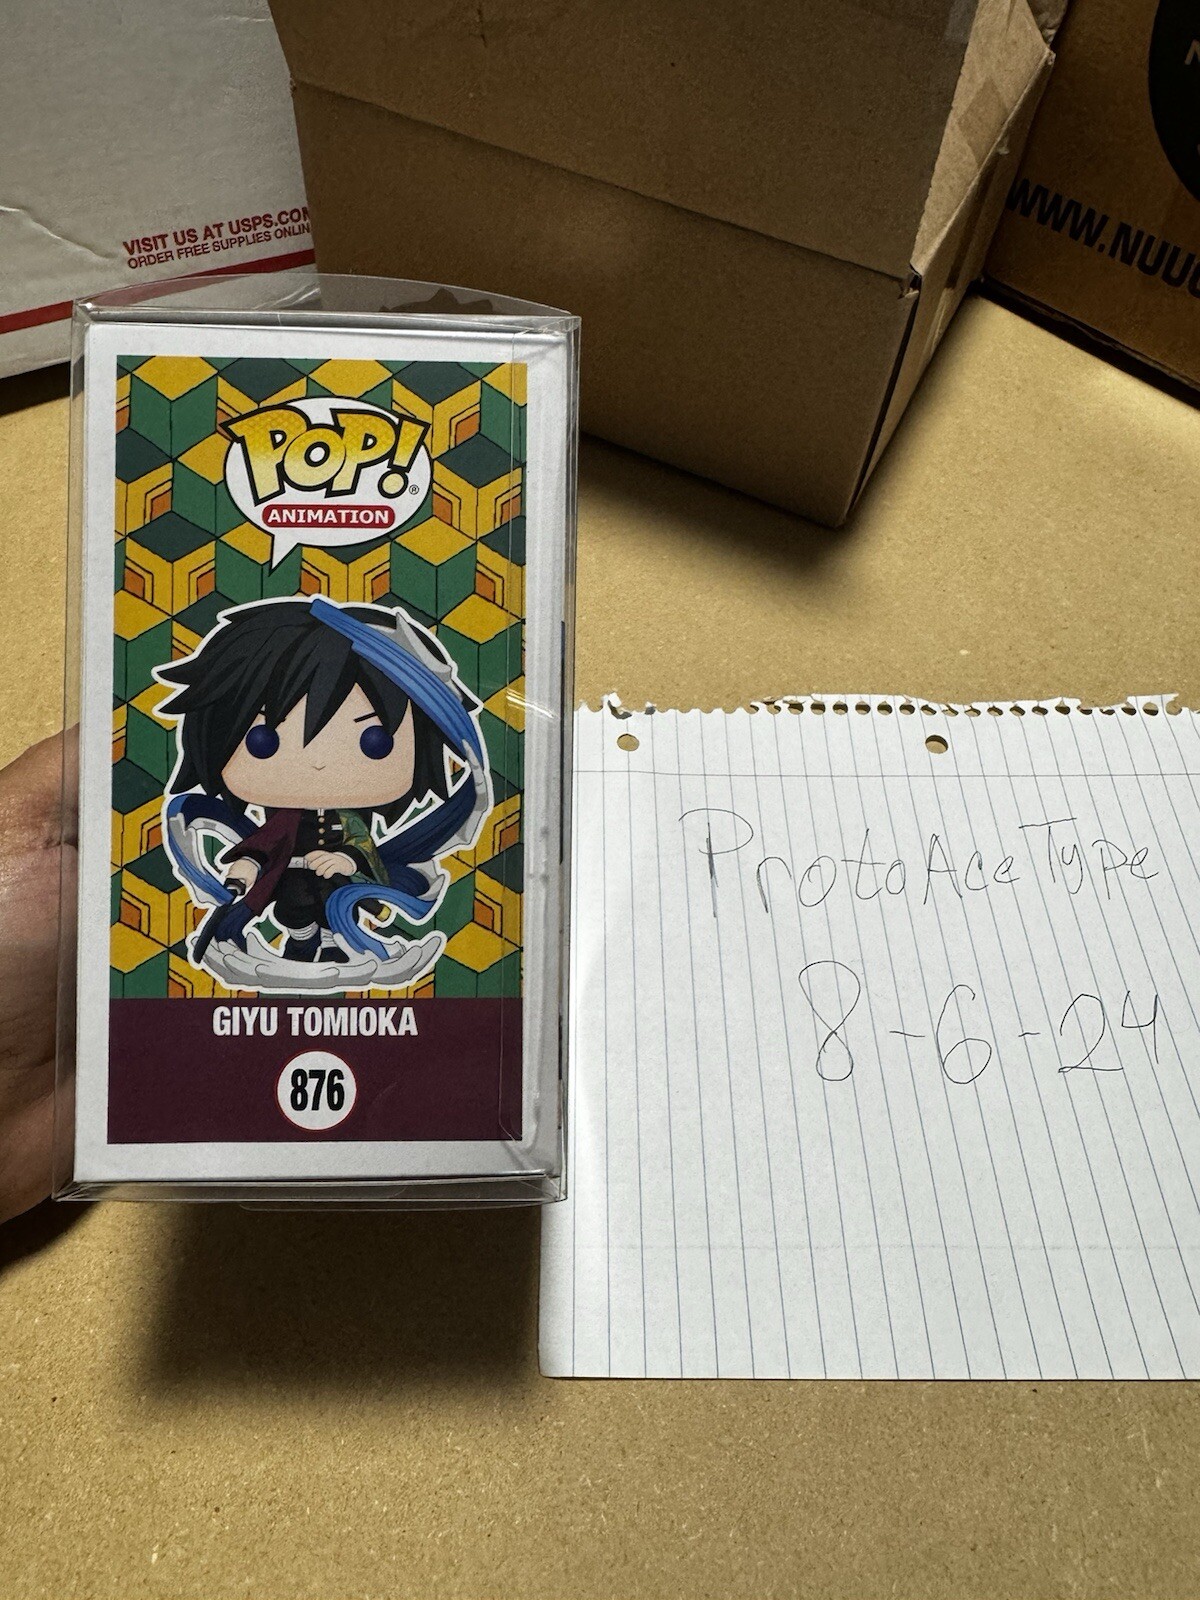 VISIT US AT USPS.COM
ORDER FREE SUPPLIES ONLIN
WWW.NUUO
POP!®
ANIMATION
GIYU TOMIOKA
876
ProtoAceType
8-6-24